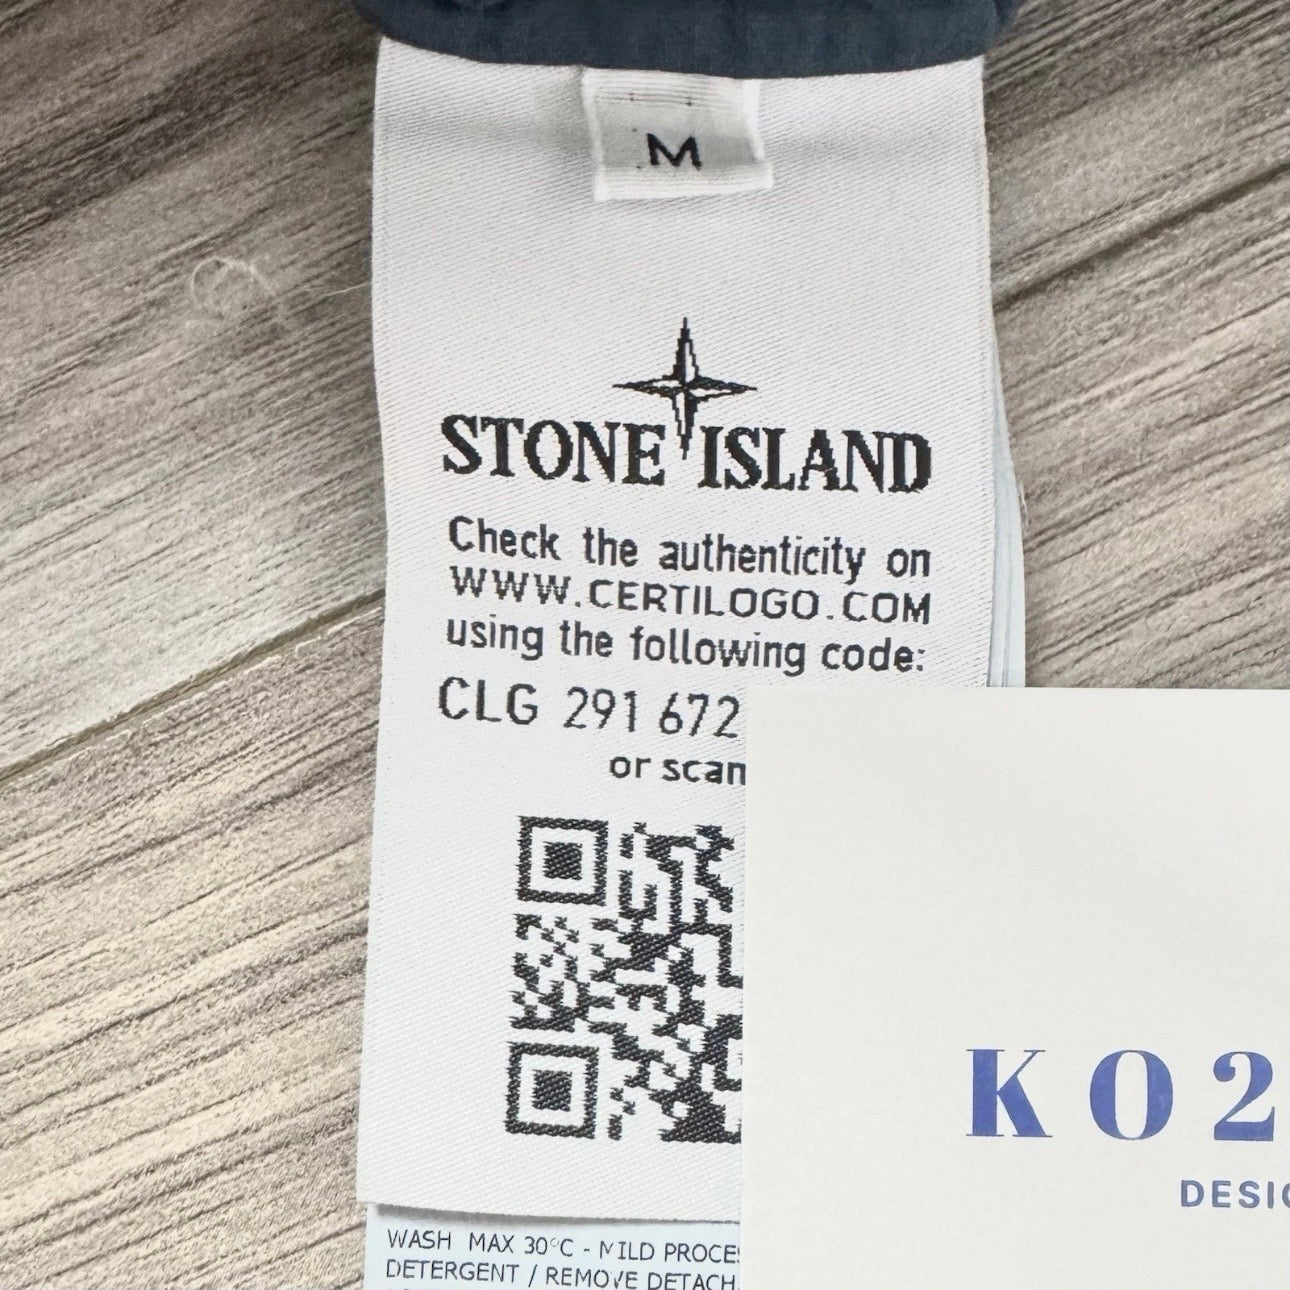 M
STONE ISLAND
Check the authenticity on
WWW.CERTILOGO.COM
using the following code:
CLG 291 672
or scan
KO2
DESIG
WASH MAX 30°C - MILD PROCES
DETERGENT / REMOVE DETACH